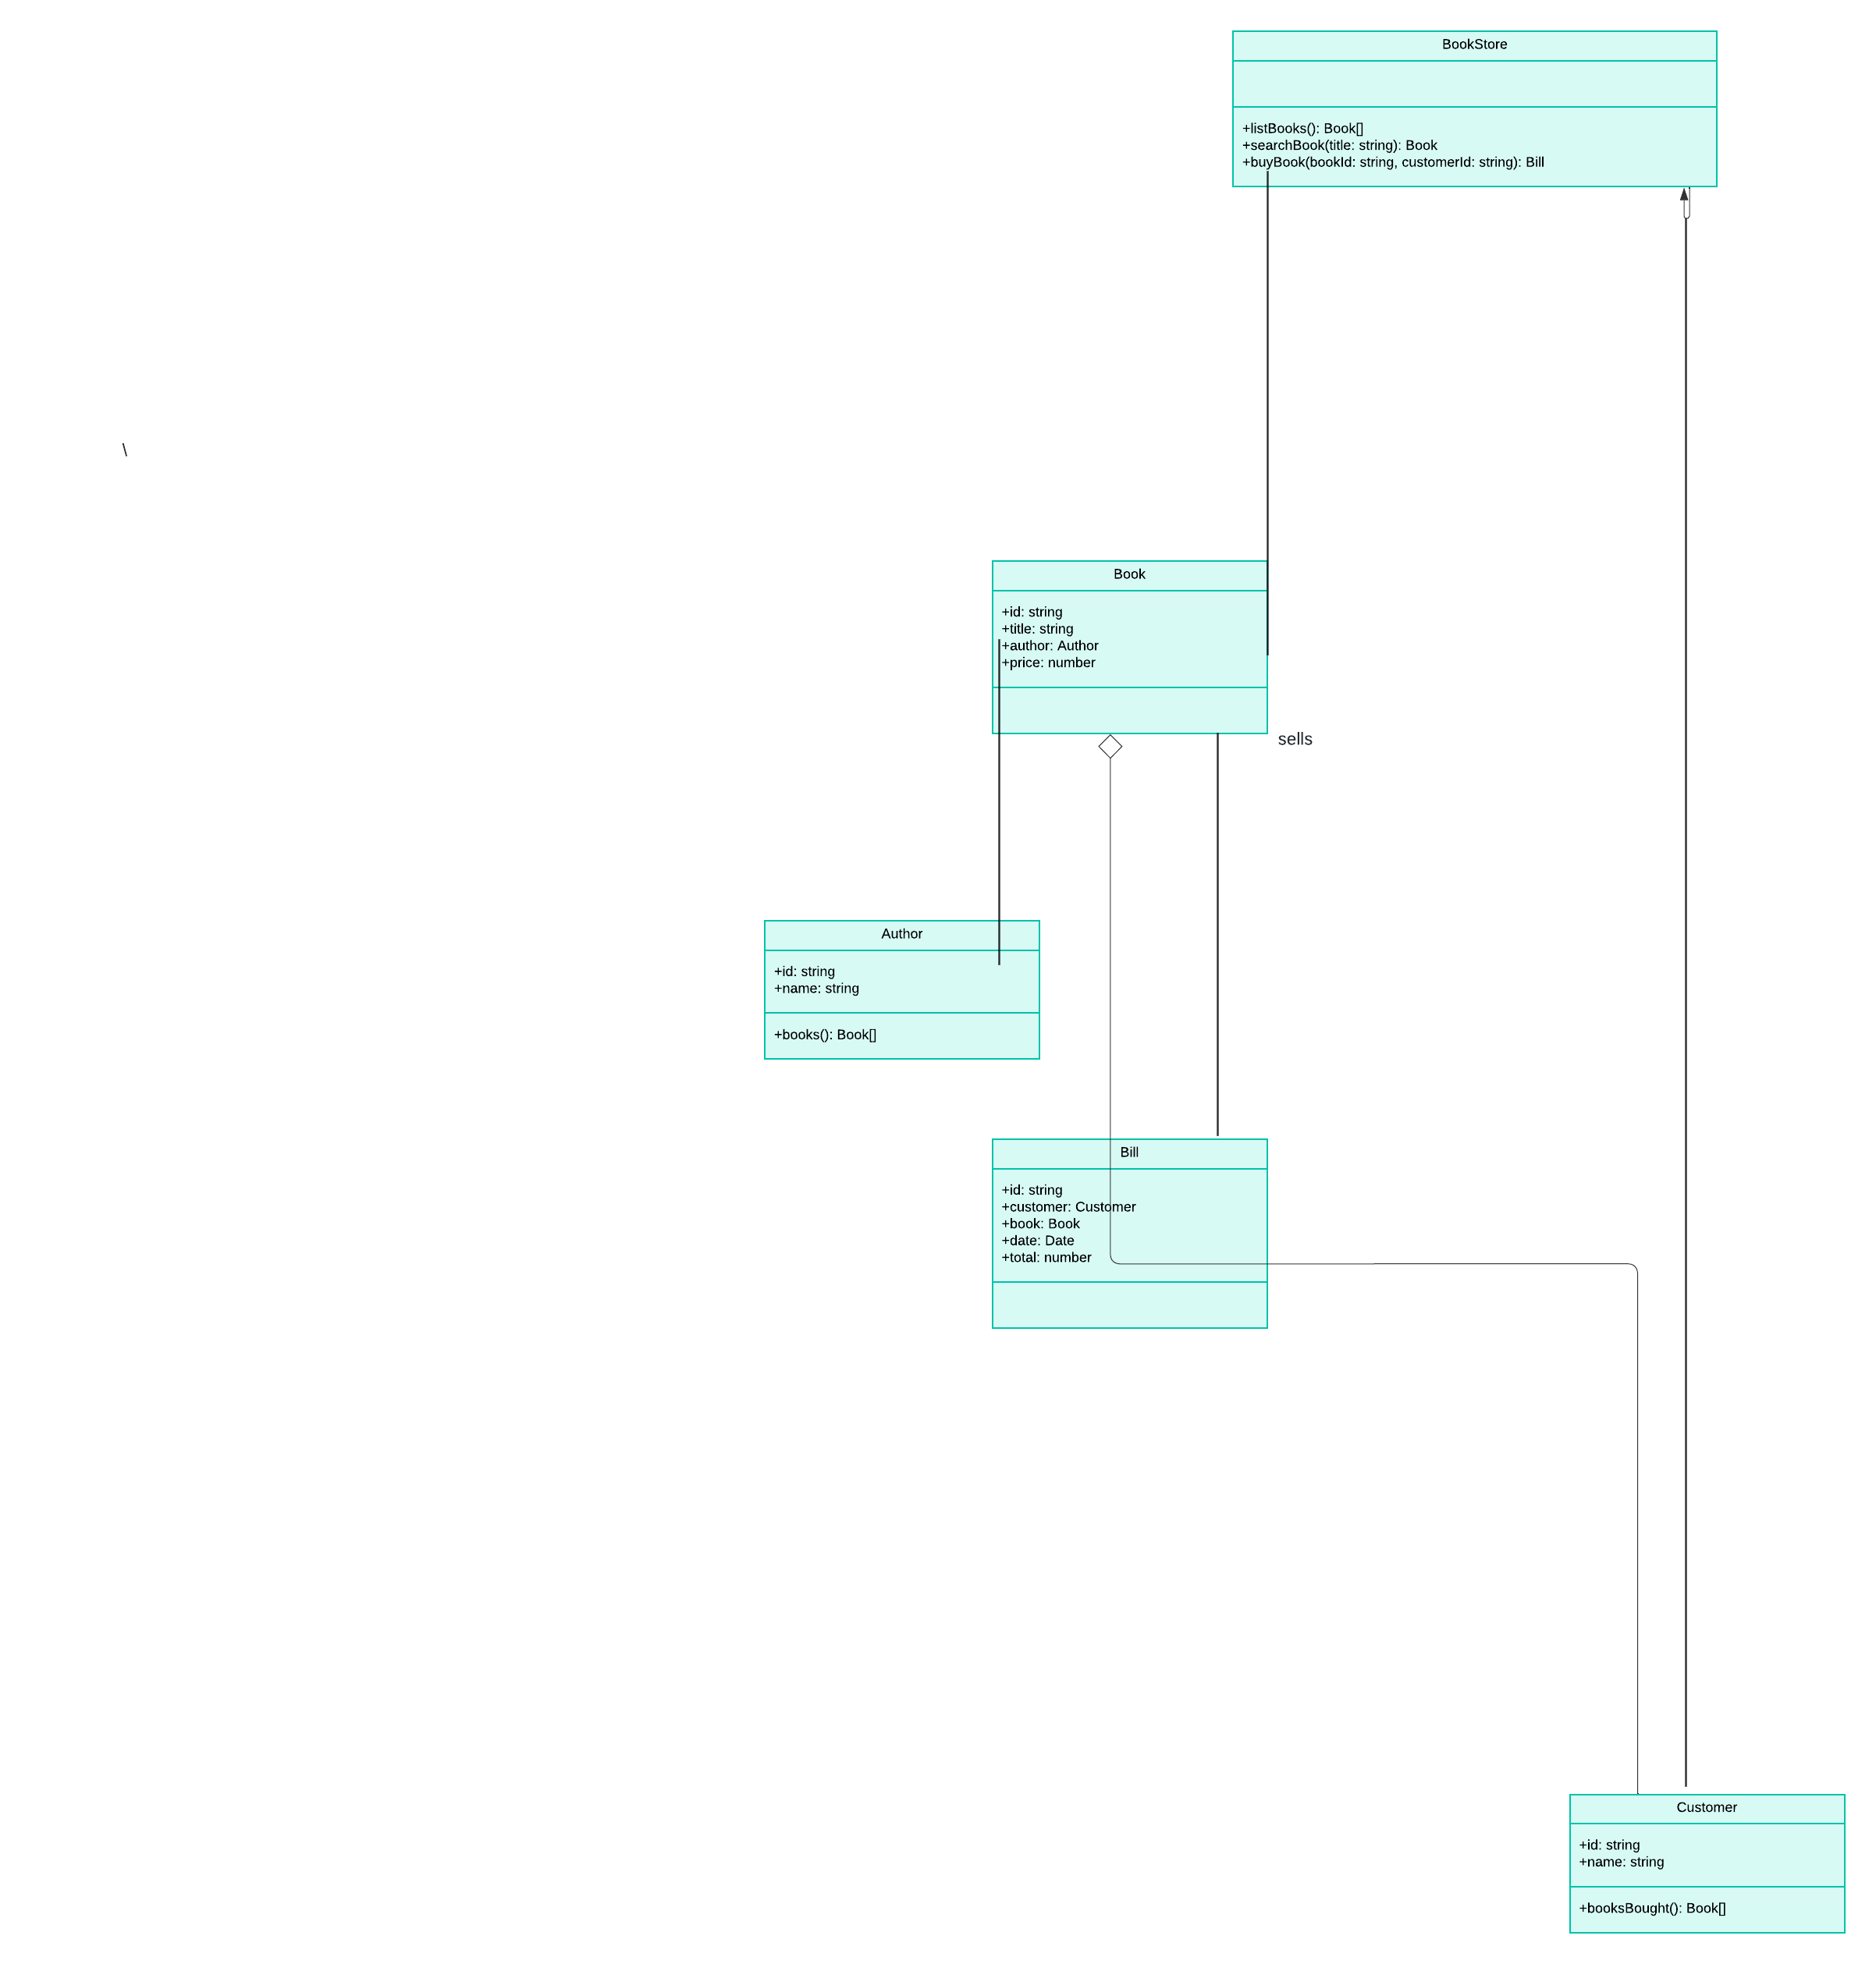 BookStore
+listBooks(): Book[]
+searchBook(title: string): Book
+buyBook(bookId: string, customerId: string): Bill
\
Book
+id: string
+title: string
+author: Author
+price: number
sells
Author
+id: string
+name: string
+books(): Book[]
Bill
+id: string
+customer: Customer
+book: Book
+date: Date
+total: number
Customer
+id: string
+name: string
+booksBought(): Book[]